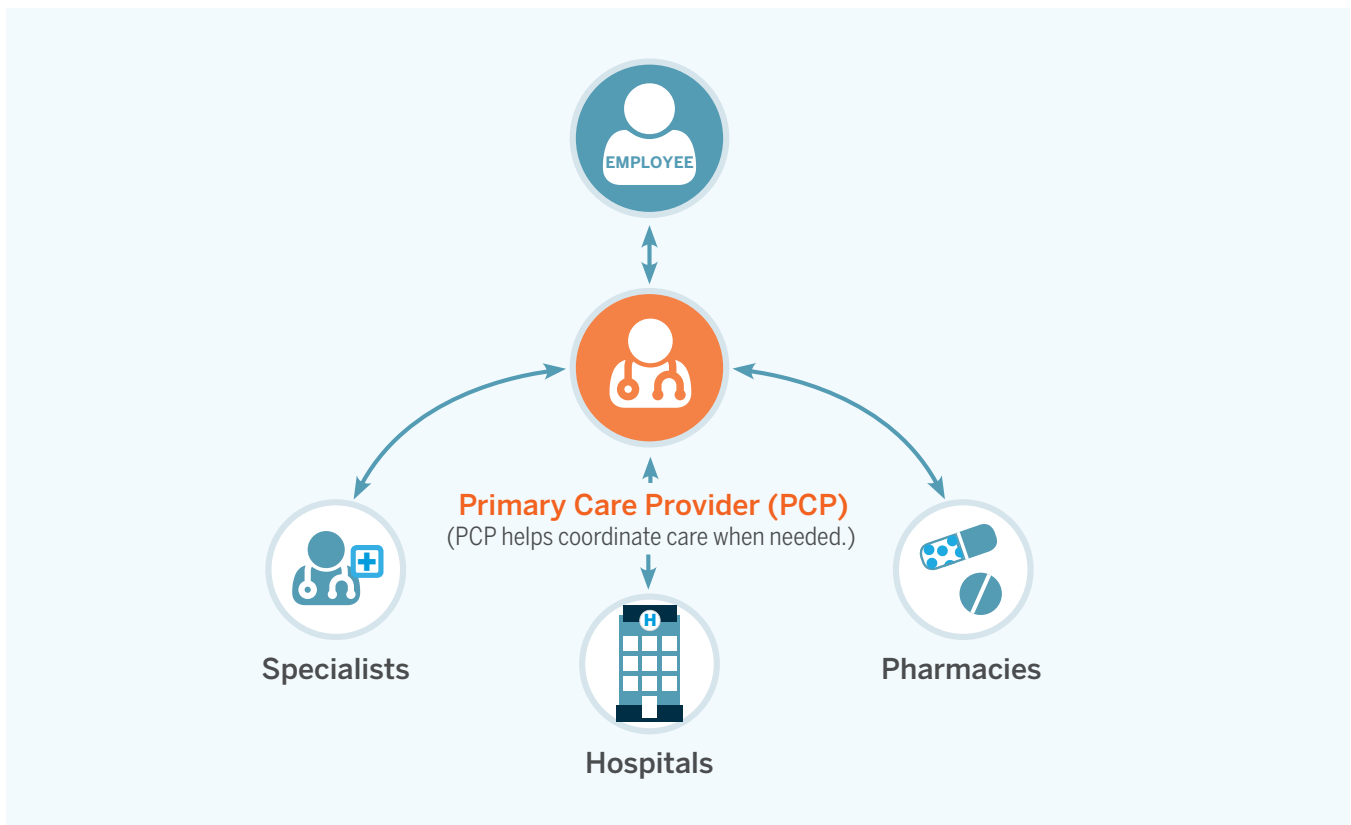 EMPLOYEE
Primary Care Provider (PCP)
(PCP helps coordinate care when needed.)
H
Specialists
Pharmacies
Hospitals